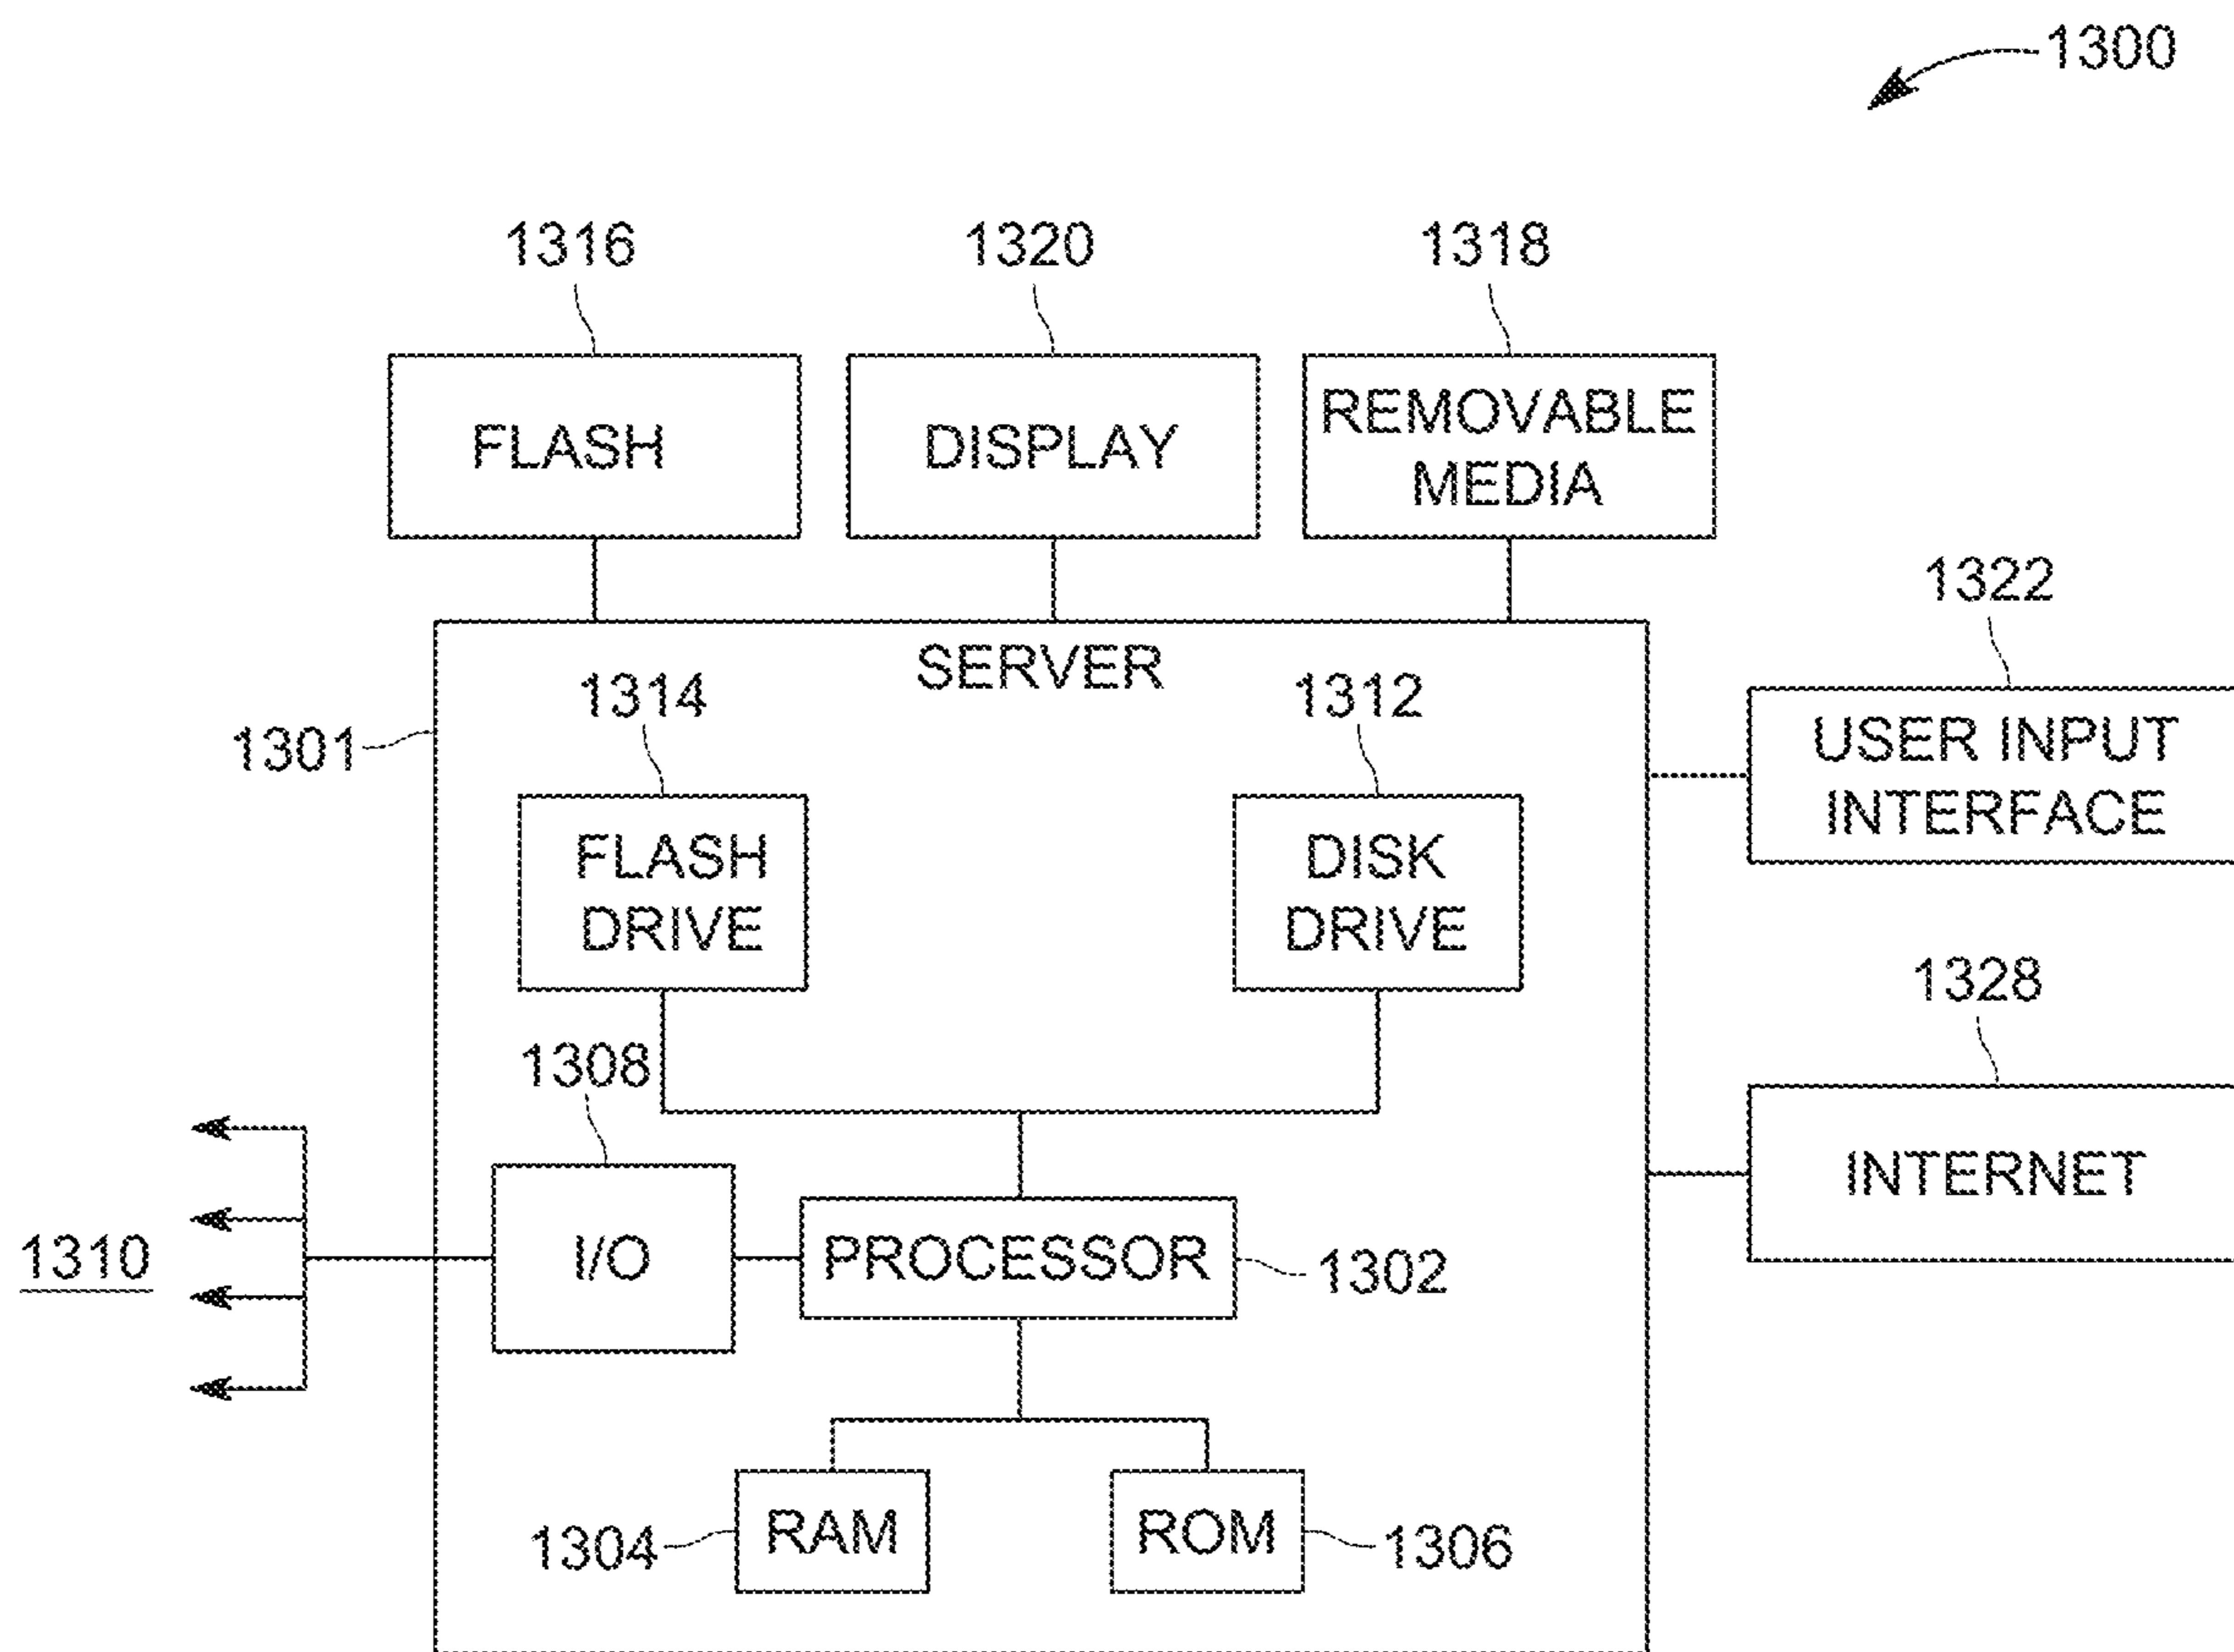 1300
1316
1320
1318
FLASH
DISPLAY
REMOVABLE
MEDIA
1322
SERVER
1314
1312
1301
USER INPUT
INTERFACE
FLASH
DRIVE
DISK
DRIVE
1328
1308
INTERNET
1310
I/O
PROCESSOR
1302
1304
RAM
ROM
1306